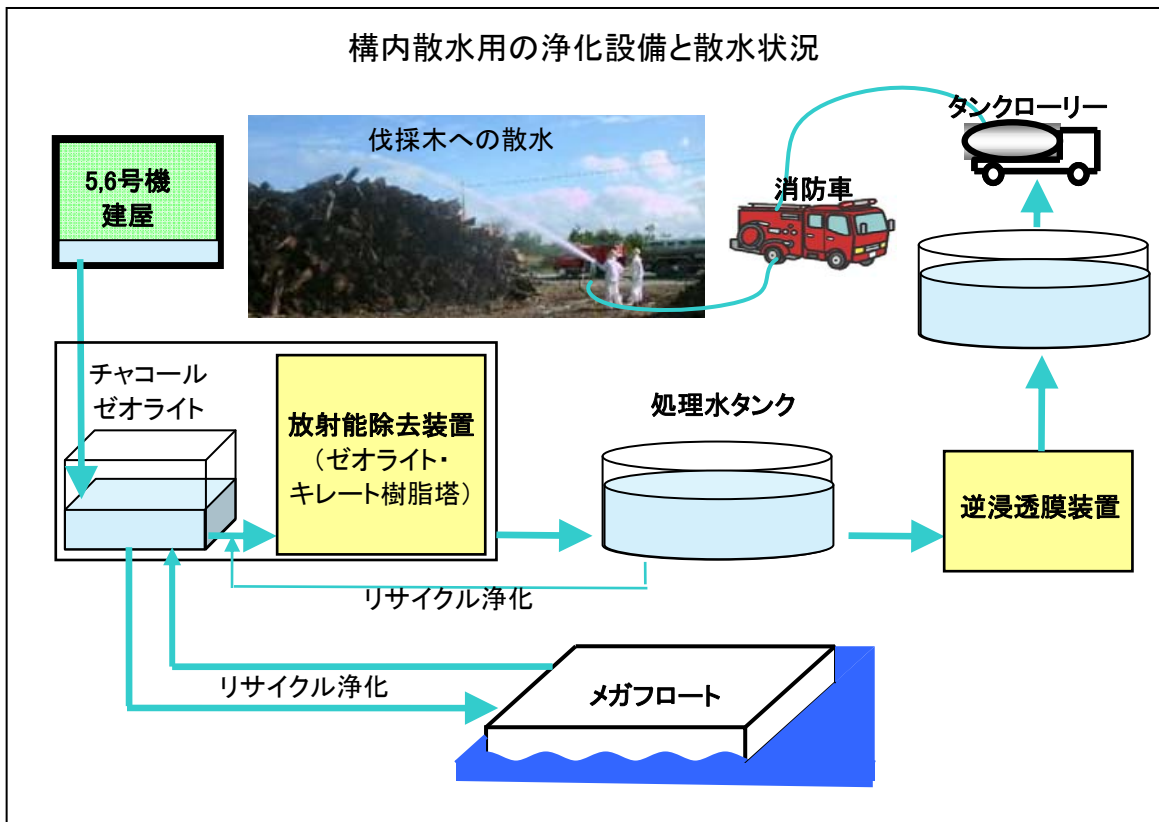 構内散水用の浄化設備と散水状況
タンクローリー
伐採木への散水
5,6号機
建屋
消防車
チャコール
ゼオライト
放射能除去装置
（ゼオライト・
キレート樹脂塔）
処理水タンク
逆浸透膜装置
リサイクル浄化
リサイクル浄化
メガフロート